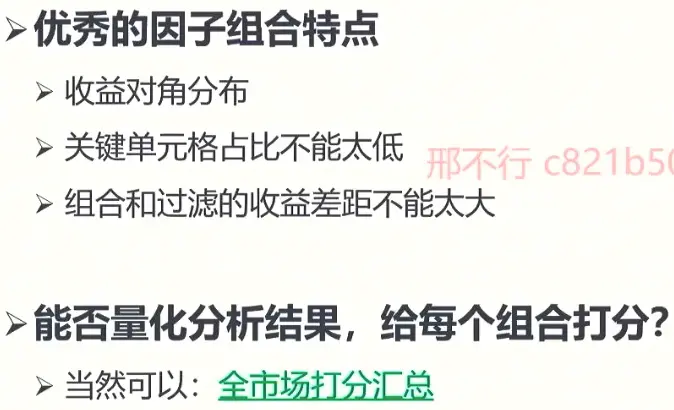 优秀的因子组合特点
收益对角分布
关键单元格占比不能太低
邢不行 c821b50
组合和过滤的收益差距不能太大
能否量化分析结果，给每个组合打分？
当然可以：全市场打分汇总